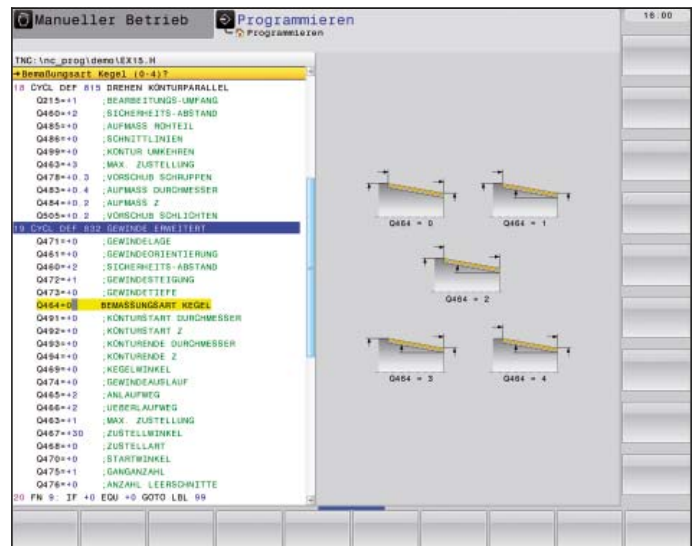 Manueller Betrieb
Programmieren
Programmieren
16:00
TNC:\nc_prog\demo\EX15.H
→Bemaßungsart Kegel (0-4)?
18 CYCL DEF 815 DREHEN KONTURPARALLEL
Q215=+1 ;BEARBEITUNGS-UMFANG
Q460=+2 ;SICHERHEITS-ABSTAND
Q485=+0 ;AUFMASS ROHTEIL
Q486=+0 ;SCHNITTLINIEN
Q499=+0 ;KONTUR UMKEHREN
Q463=+3 ;MAX. ZUSTELLUNG
Q478=+0.3 ;VORSCHUB SCHRUPPEN
Q483=+0.4 ;AUFMASS DURCHMESSER
Q484=+0.2 ;AUFMASS Z
Q505=+0.2 ;VORSCHUB SCHLICHTEN
19 CYCL DEF 832 GEWINDE ERWEITERT
Q471=+0 ;GEWINDELAGE
Q461=+0 ;GEWINDEORIENTIERUNG
Q460=+2 ;SICHERHEITS-ABSTAND
Q472=+1 ;GEWINDESTEIGUNG
Q473=+0 ;GEWINDETIEFE
Q464=0 BEMASSUNGSART KEGEL
Q491=+0 ;KONTURSTART DURCHMESSER
Q492=+0 ;KONTURSTART Z
Q493=+0 ;KONTURENDE DURCHMESSER
Q494=+0 ;KONTURENDE Z
Q469=+0 ;KEGELWINKEL
Q474=+0 ;GEWINDEAUSLAUF
Q465=+2 ;ANLAUFWEG
Q466=+2 ;UEBERLAUFWEG
Q463=+1 ;MAX. ZUSTELLUNG
Q467=+30 ;ZUSTELLWINKEL
Q468=+0 ;ZUSTELLART
Q470=+0 ;STARTWINKEL
Q475=+1 ;GANGANZAHL
Q476=+0 ;ANZAHL LEERSCHNITTE
20 FN 9: IF +0 EQU +0 GOTO LBL 99
Q464 = 0
Q464 = 1
Q464 = 2
Q464 = 3
Q464 = 4